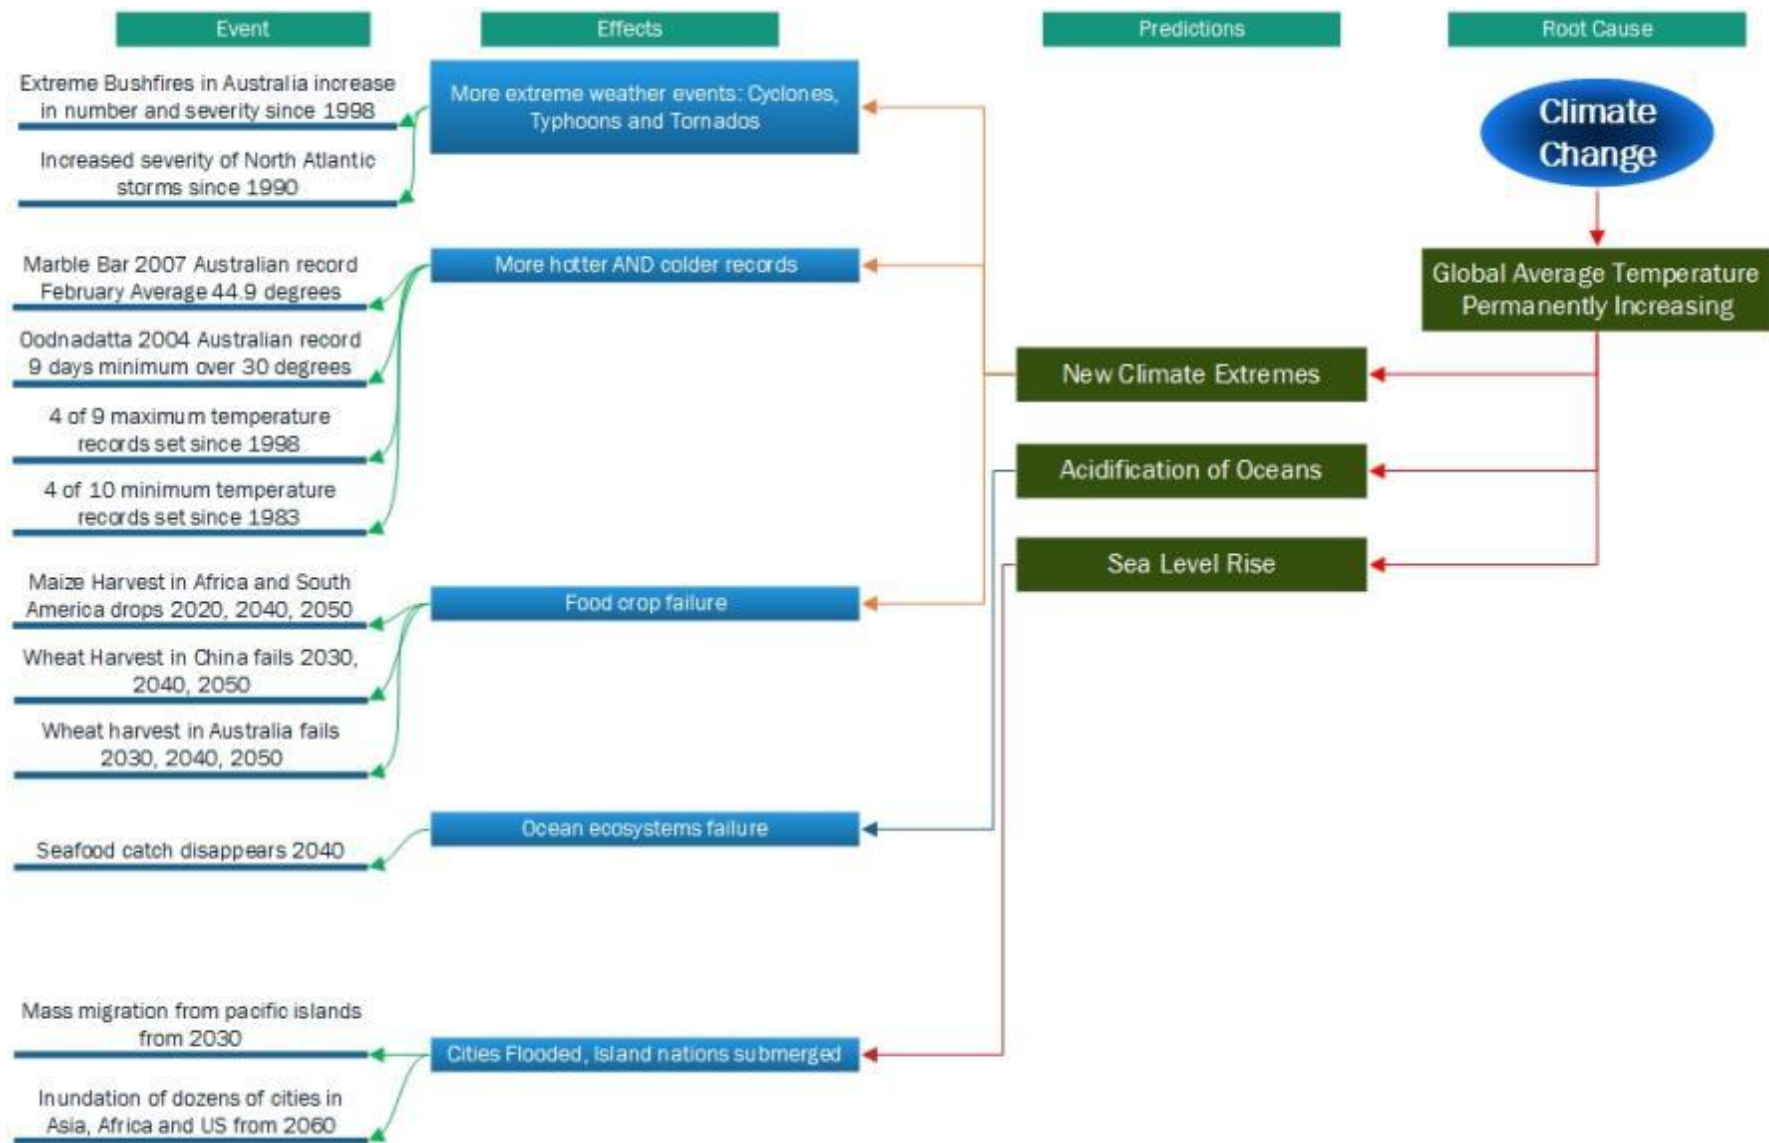 Event
Effects
Predictions
Root Cause
Extreme Bushfires in Australia increase
in number and severity since 1998
Increased severity of North Atlantic
storms since 1990
Marble Bar 2007 Australian record
February Average 44.9 degrees
Oodnadatta 2004 Australian record
9 days minimum over 30 degrees
4 of 9 maximum temperature
records set since 1998
4 of 10 minimum temperature
records set since 1983
Maize Harvest in Africa and South
America drops 2020, 2040, 2050
Wheat Harvest in China fails 2030,
2040, 2050
Wheat harvest in Australia fails
2030, 2040, 2050
Seafood catch disappears 2040
Mass migration from pacific islands
from 2030
Inundation of dozens of cities in
Asia, Africa and US from 2060
More extreme weather events: Cyclones,
Typhoons and Tornados
More hotter AND colder records
Food crop failure
Ocean ecosystems failure
Cities Flooded, Island nations submerged
New Climate Extremes
Acidification of Oceans
Sea Level Rise
Climate
Change
Global Average Temperature
Permanently Increasing